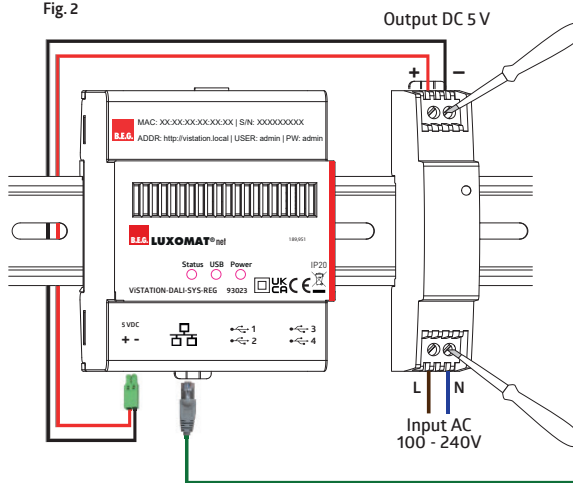 Fig. 2
Output DC 5 V
+ −
B.E.G.
MAC: XX:XX:XX:XX:XX:XX | S/N: XXXXXXXXX
ADDR: http://vistation.local | USER: admin | PW: admin
B.E.G. LUXOMAT® net
189,951
Status USB Power
IP20
ViSTATION-DALI-SYS-REG 93023
UK CA CE
5 VDC
+ -
1
2
3
4
L N
Input AC
100 - 240V